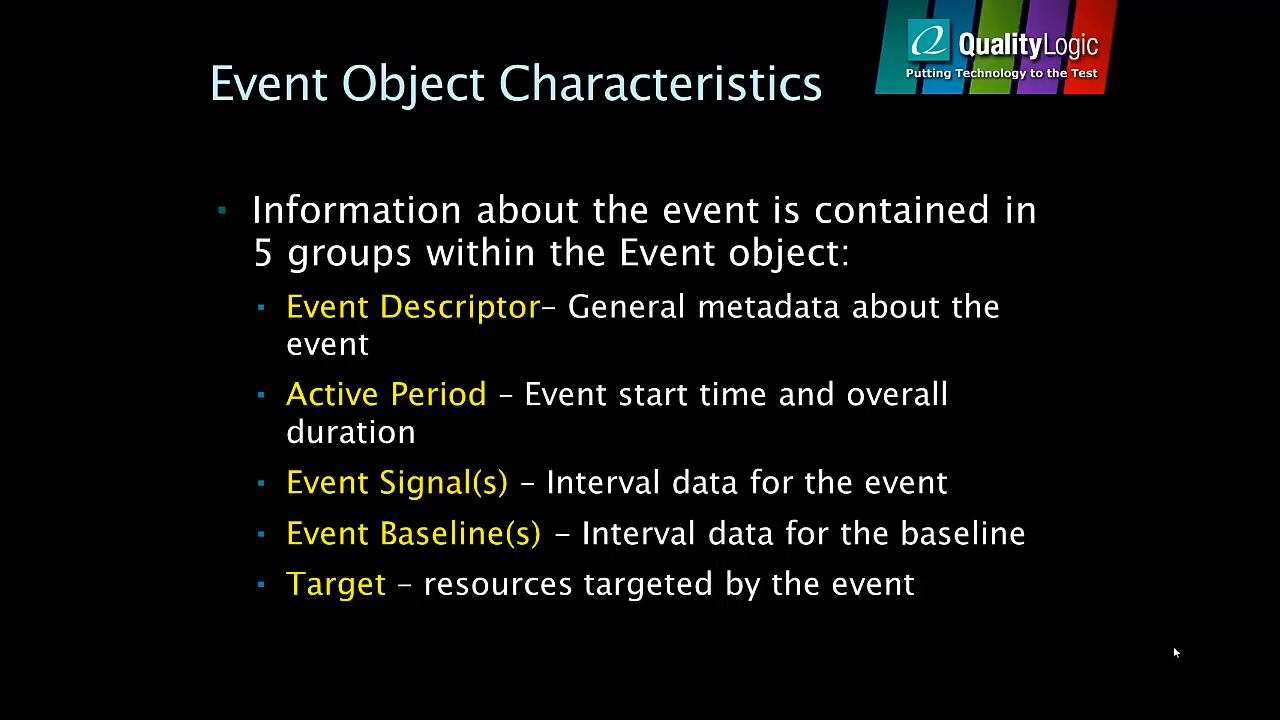 QualityLogic
Putting Technology to the Test
Event Object Characteristics
Information about the event is contained in
5 groups within the Event object:
Event Descriptor– General metadata about the
event
Active Period – Event start time and overall
duration
Event Signal(s) – Interval data for the event
Event Baseline(s) – Interval data for the baseline
Target – resources targeted by the event